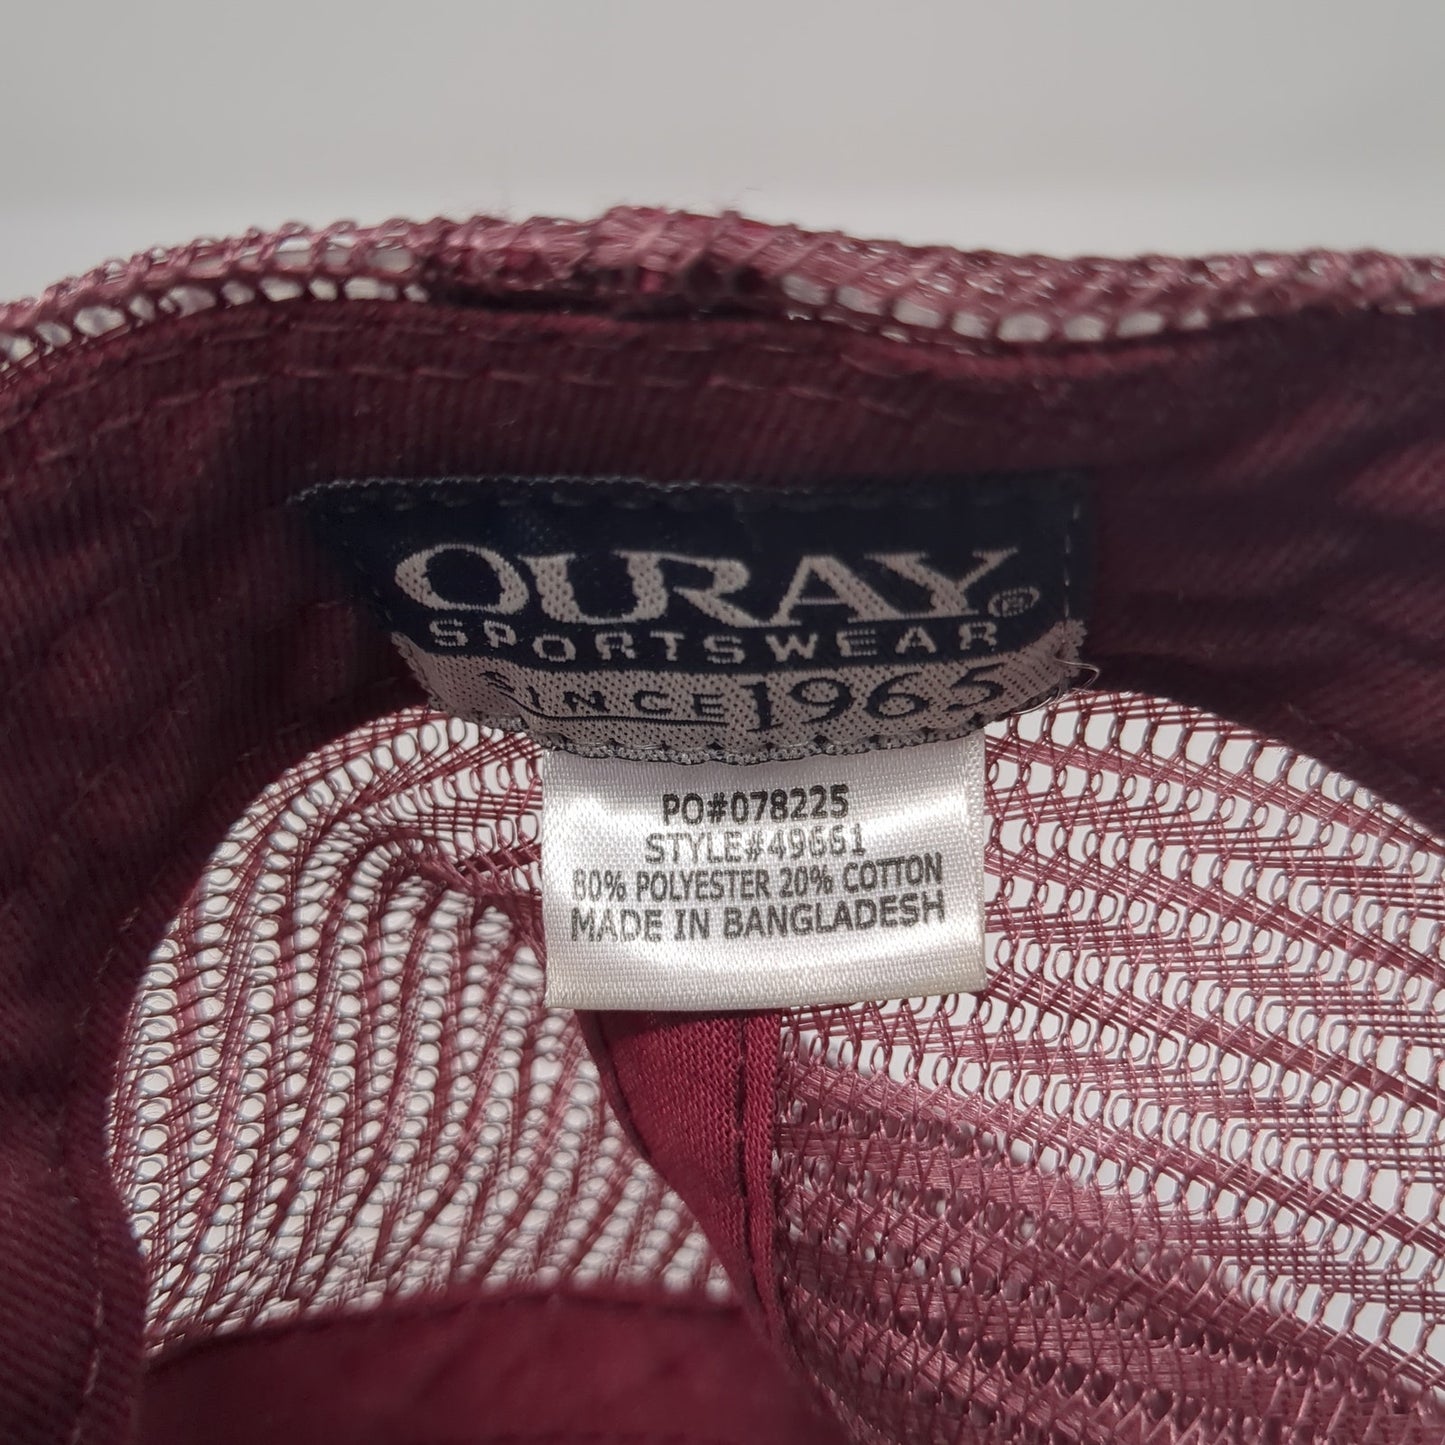 OURAY®
SPORTSWEAR
SINCE 1965
PO#078225
STYLE#49661
80% POLYESTER 20% COTTON
MADE IN BANGLADESH